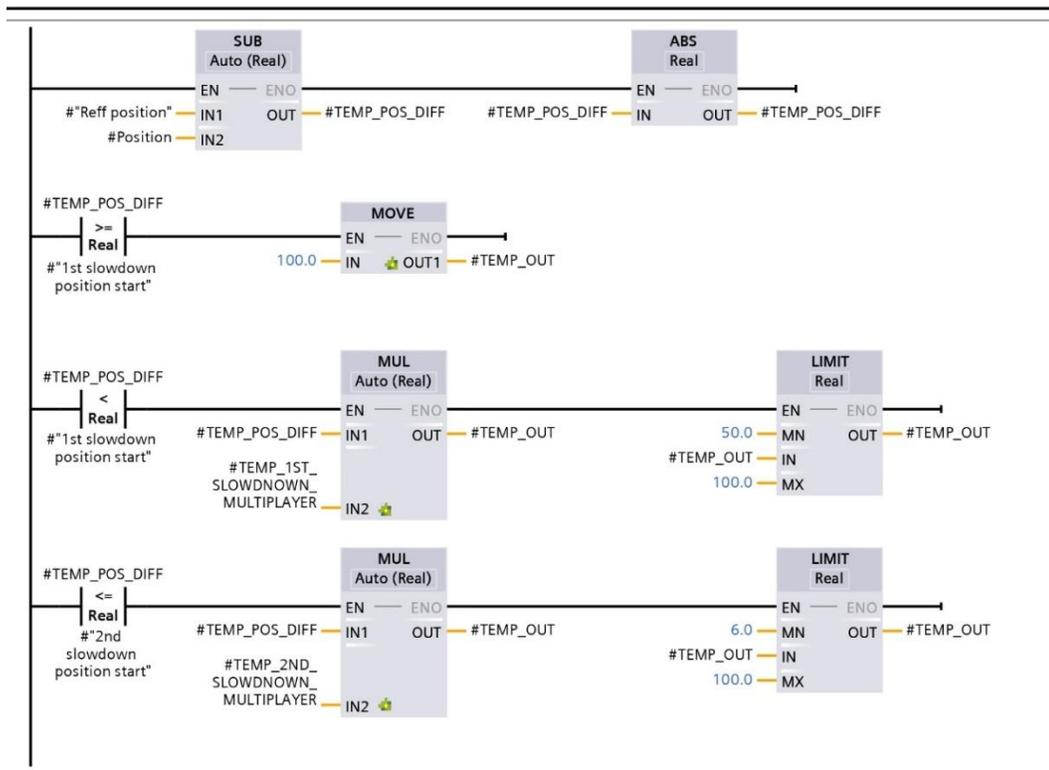 SUB
Auto (Real)
EN ENO
#"Reff position" IN1 OUT #TEMP_POS_DIFF
#Position IN2
ABS
Real
EN ENO
#TEMP_POS_DIFF IN OUT #TEMP_POS_DIFF
#TEMP_POS_DIFF
>=
Real
#"1st slowdown
position start"
MOVE
EN ENO
100.0 IN OUT1 #TEMP_OUT
#TEMP_POS_DIFF
<
Real
#"1st slowdown
position start"
MUL
Auto (Real)
EN ENO
#TEMP_POS_DIFF IN1 OUT #TEMP_OUT
#TEMP_1ST_
SLOWDNOWN_
MULTIPLAYER IN2
LIMIT
Real
EN ENO
50.0 MN OUT #TEMP_OUT
#TEMP_OUT IN
100.0 MX
#TEMP_POS_DIFF
<=
Real
#"2nd
slowdown
position start"
MUL
Auto (Real)
EN ENO
#TEMP_POS_DIFF IN1 OUT #TEMP_OUT
#TEMP_2ND_
SLOWDNOWN_
MULTIPLAYER IN2
LIMIT
Real
EN ENO
6.0 MN OUT #TEMP_OUT
#TEMP_OUT IN
100.0 MX